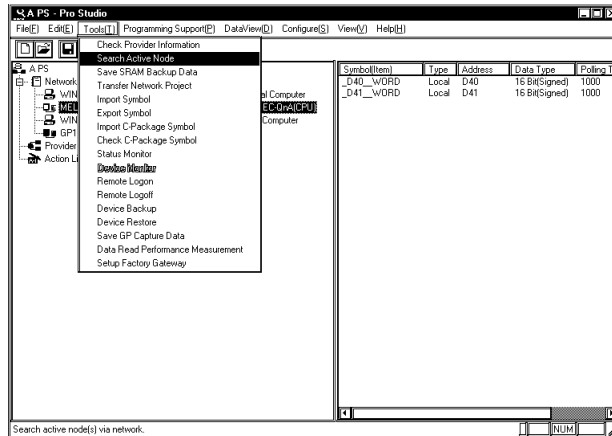 A PS - Pro Studio
File(F) Edit(E) Tools(T) Programming Support(P) DataView(D) Configure(S) View(V) Help(H)
Check Provider Information
Search Active Node
Save SRAM Backup Data
Transfer Network Project
Import Symbol
Export Symbol
Import C-Package Symbol
Check C-Package Symbol
Status Monitor
Device Monitor
Remote Logon
Remote Logoff
Device Backup
Device Restore
Save GP Capture Data
Data Read Performance Measurement
Setup Factory Gateway
A PS
Network
WIN al Computer
MEL EC-QnA(CPU)
WIN Computer
GP1
Provider
Action Li
Symbol(Item) Type Address Data Type Polling T
_D40__WORD Local D40 16 Bit(Signed) 1000
_D41__WORD Local D41 16 Bit(Signed) 1000
Search active node(s) via network. NUM